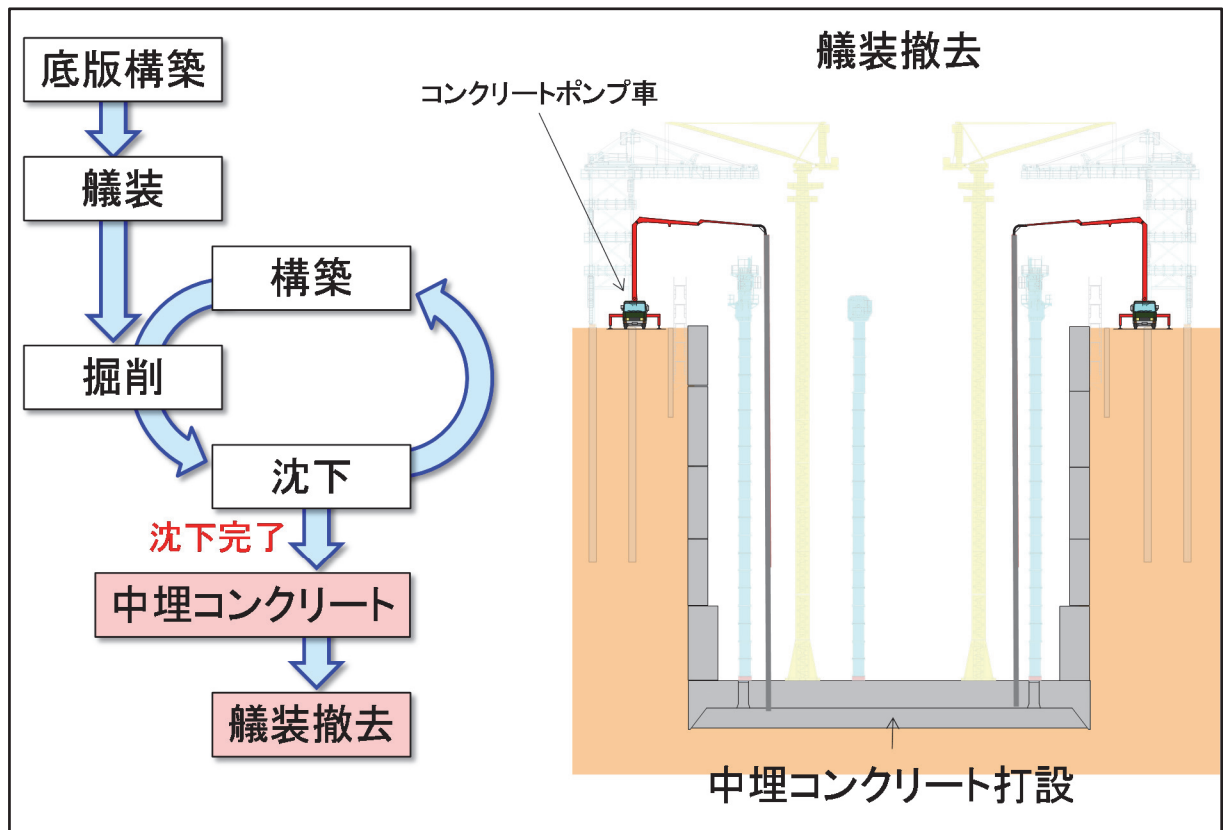 底版構築
艤装
構築
掘削
沈下
沈下完了
中埋コンクリート
艤装撤去
艤装撤去
コンクリートポンプ車
中埋コンクリート打設